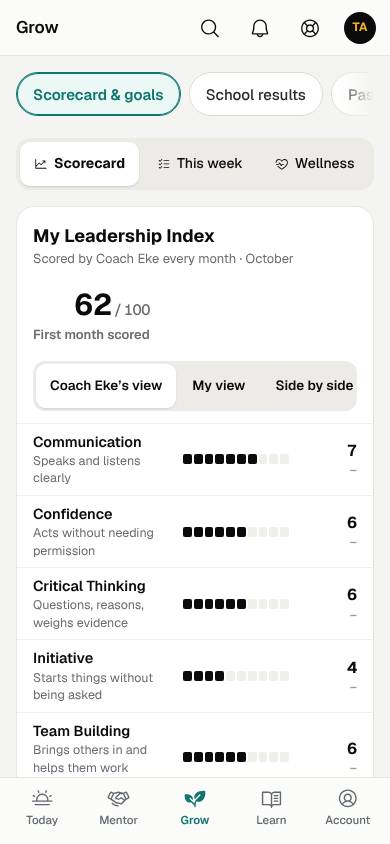 Grow
TA
Scorecard & goals
School results
Scorecard
This week
Wellness
My Leadership Index
Scored by Coach Eke every month · October
62 / 100
First month scored
Coach Eke's view
My view
Side by side
Communication
Speaks and listens
clearly
7
–
Confidence
Acts without needing
permission
6
–
Critical Thinking
Questions, reasons,
weighs evidence
6
–
Initiative
Starts things without
being asked
4
–
Team Building
Brings others in and
helps them work
6
–
Today
Mentor
Grow
Learn
Account